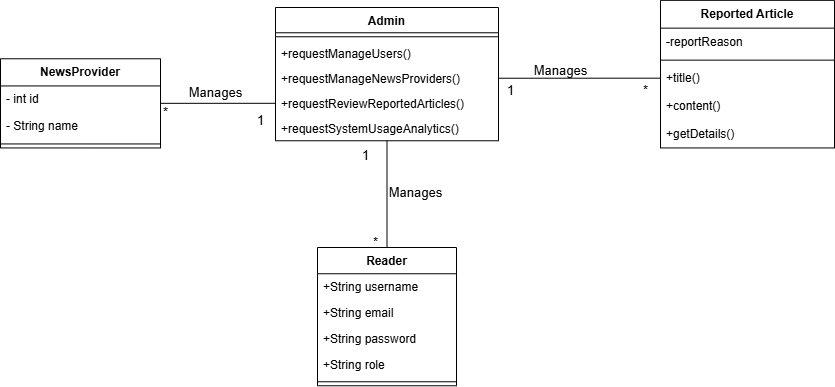 Admin
+requestManageUsers()
+requestManageNewsProviders()
+requestReviewReportedArticles()
+requestSystemUsageAnalytics()
Reported Article
-reportReason
+title()
+content()
+getDetails()
NewsProvider
- int id
- String name
Manages
*
1
Manages
1
*
1
Manages
*
Reader
+String username
+String email
+String password
+String role